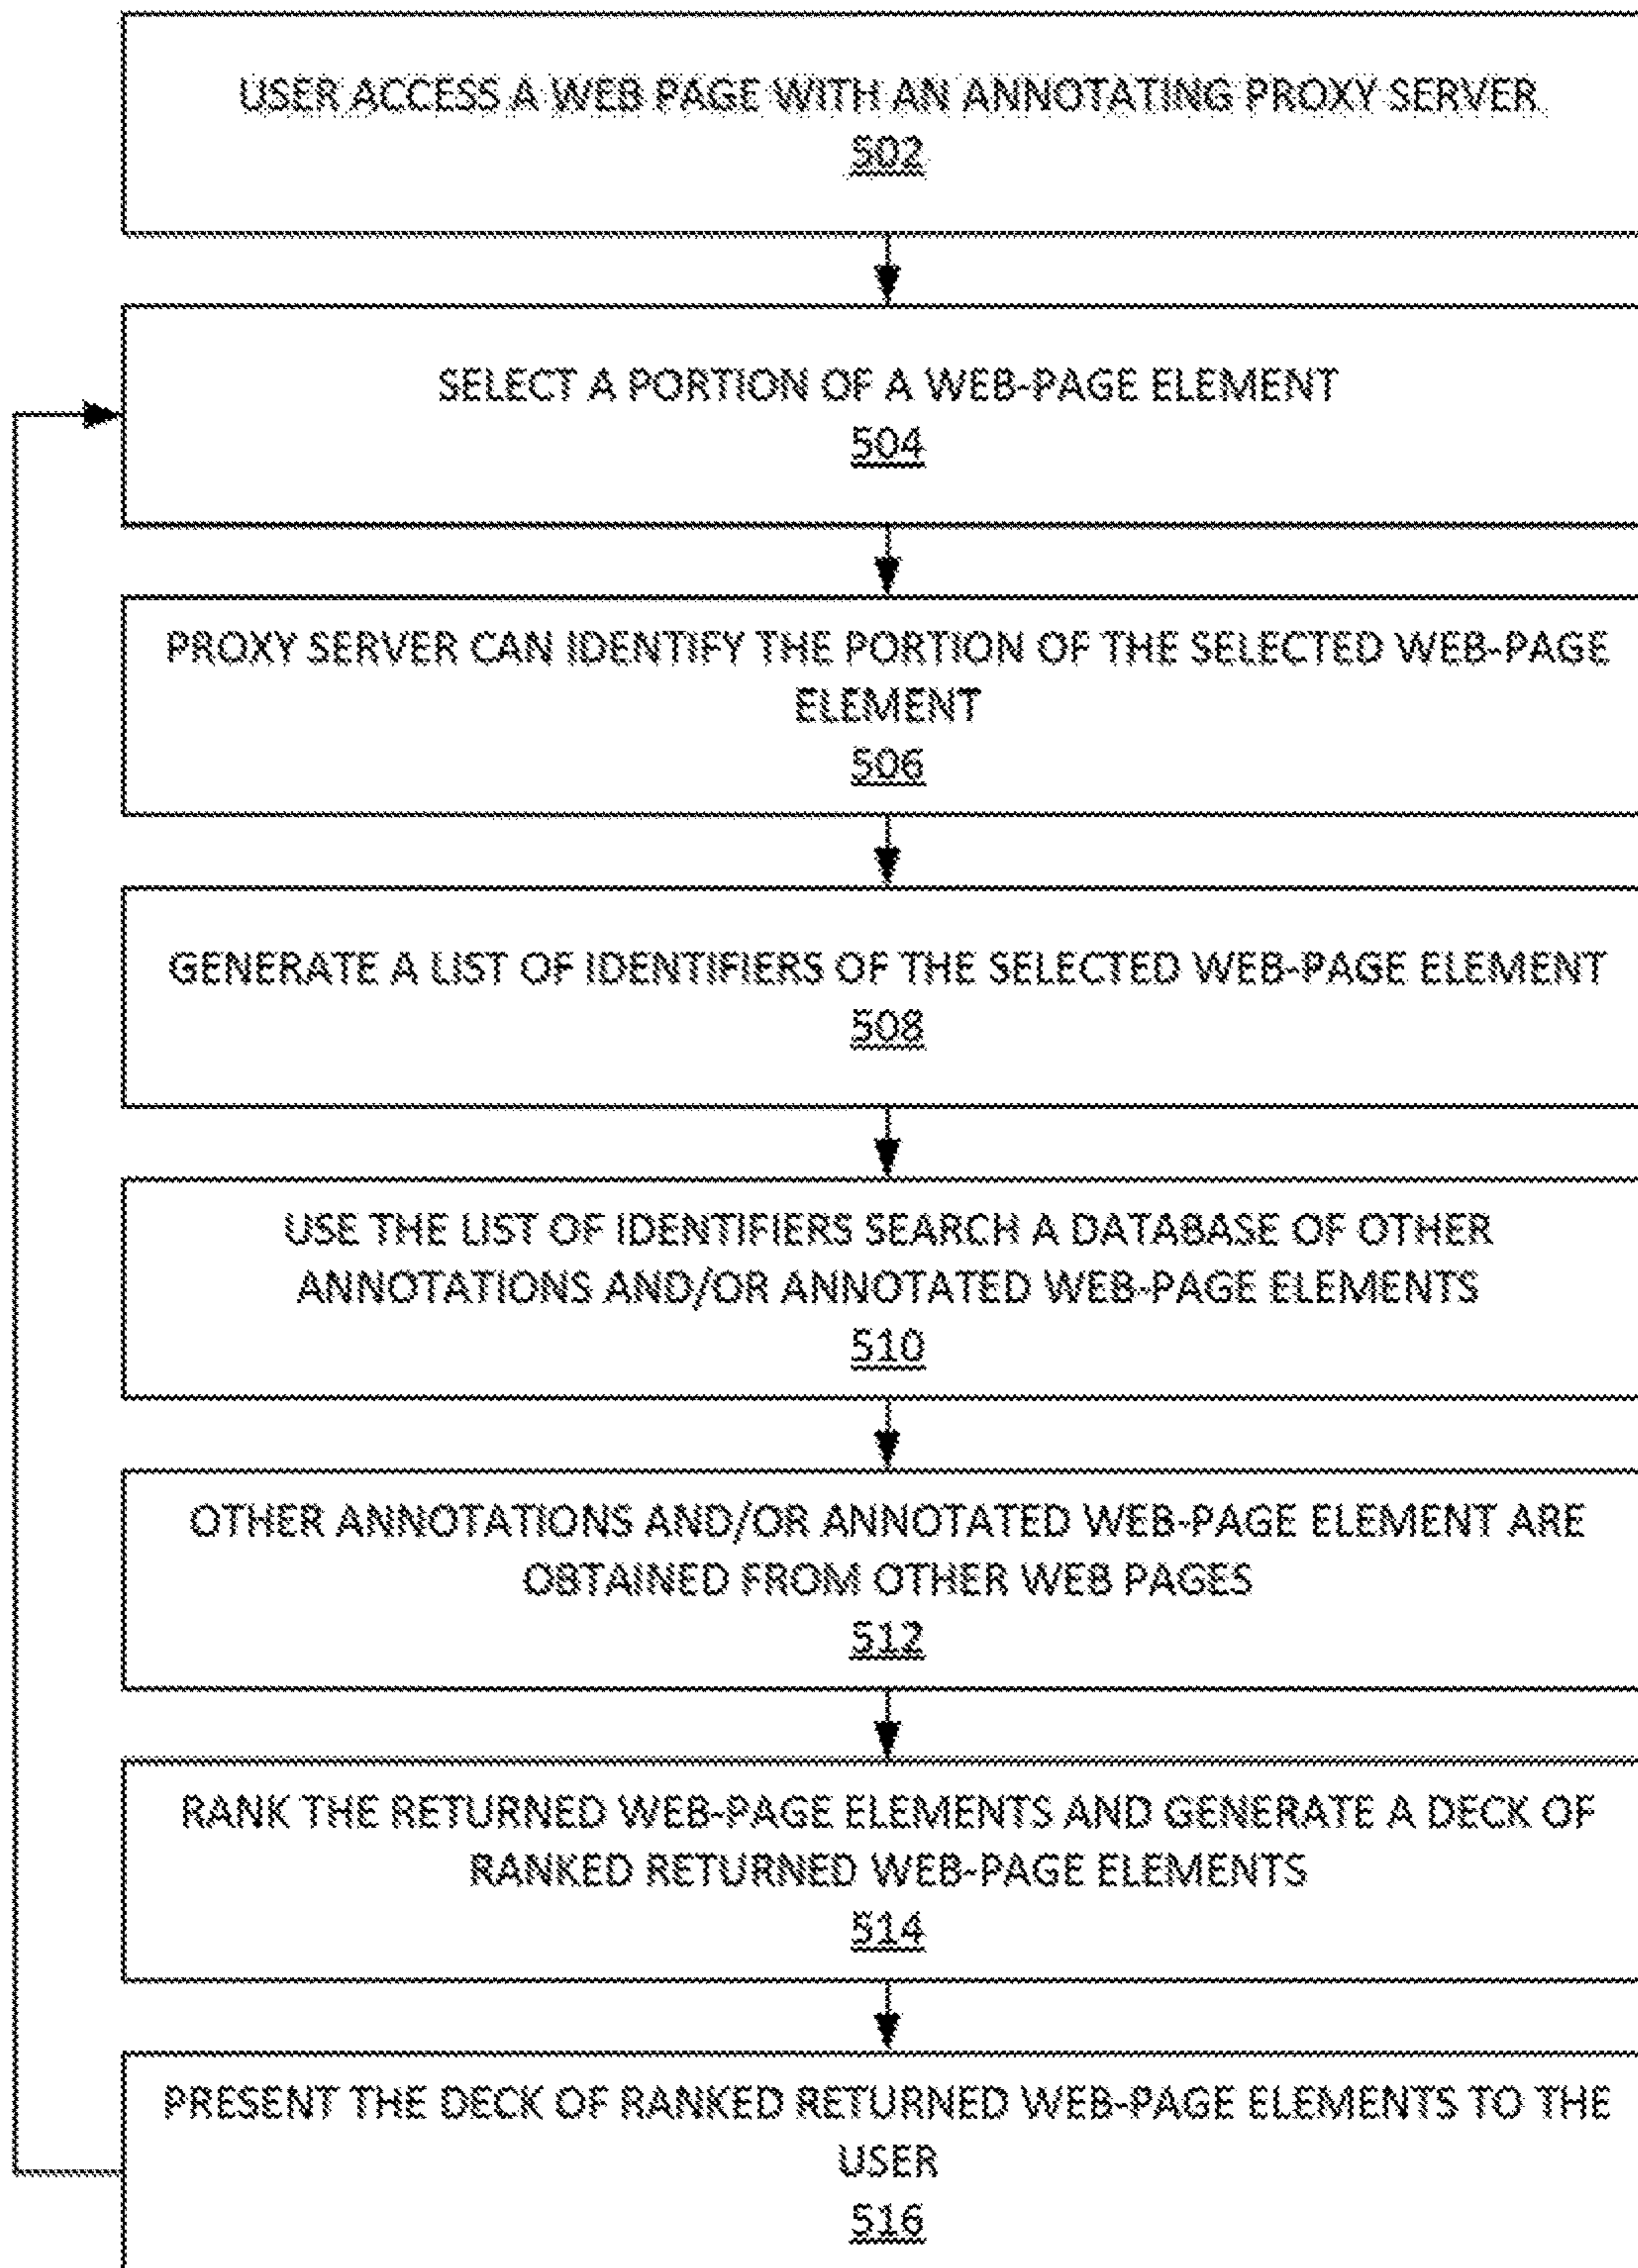 USER ACCESS A WEB PAGE WITH AN ANNOTATING PROXY SERVER
502
SELECT A PORTION OF A WEB-PAGE ELEMENT
504
PROXY SERVER CAN IDENTIFY THE PORTION OF THE SELECTED WEB-PAGE
ELEMENT
506
GENERATE A LIST OF IDENTIFIERS OF THE SELECTED WEB-PAGE ELEMENT
508
USE THE LIST OF IDENTIFIERS SEARCH A DATABASE OF OTHER
ANNOTATIONS AND/OR ANNOTATED WEB-PAGE ELEMENTS
510
OTHER ANNOTATIONS AND/OR ANNOTATED WEB-PAGE ELEMENT ARE
OBTAINED FROM OTHER WEB PAGES
512
RANK THE RETURNED WEB-PAGE ELEMENTS AND GENERATE A DECK OF
RANKED RETURNED WEB-PAGE ELEMENTS
514
PRESENT THE DECK OF RANKED RETURNED WEB-PAGE ELEMENTS TO THE
USER
516